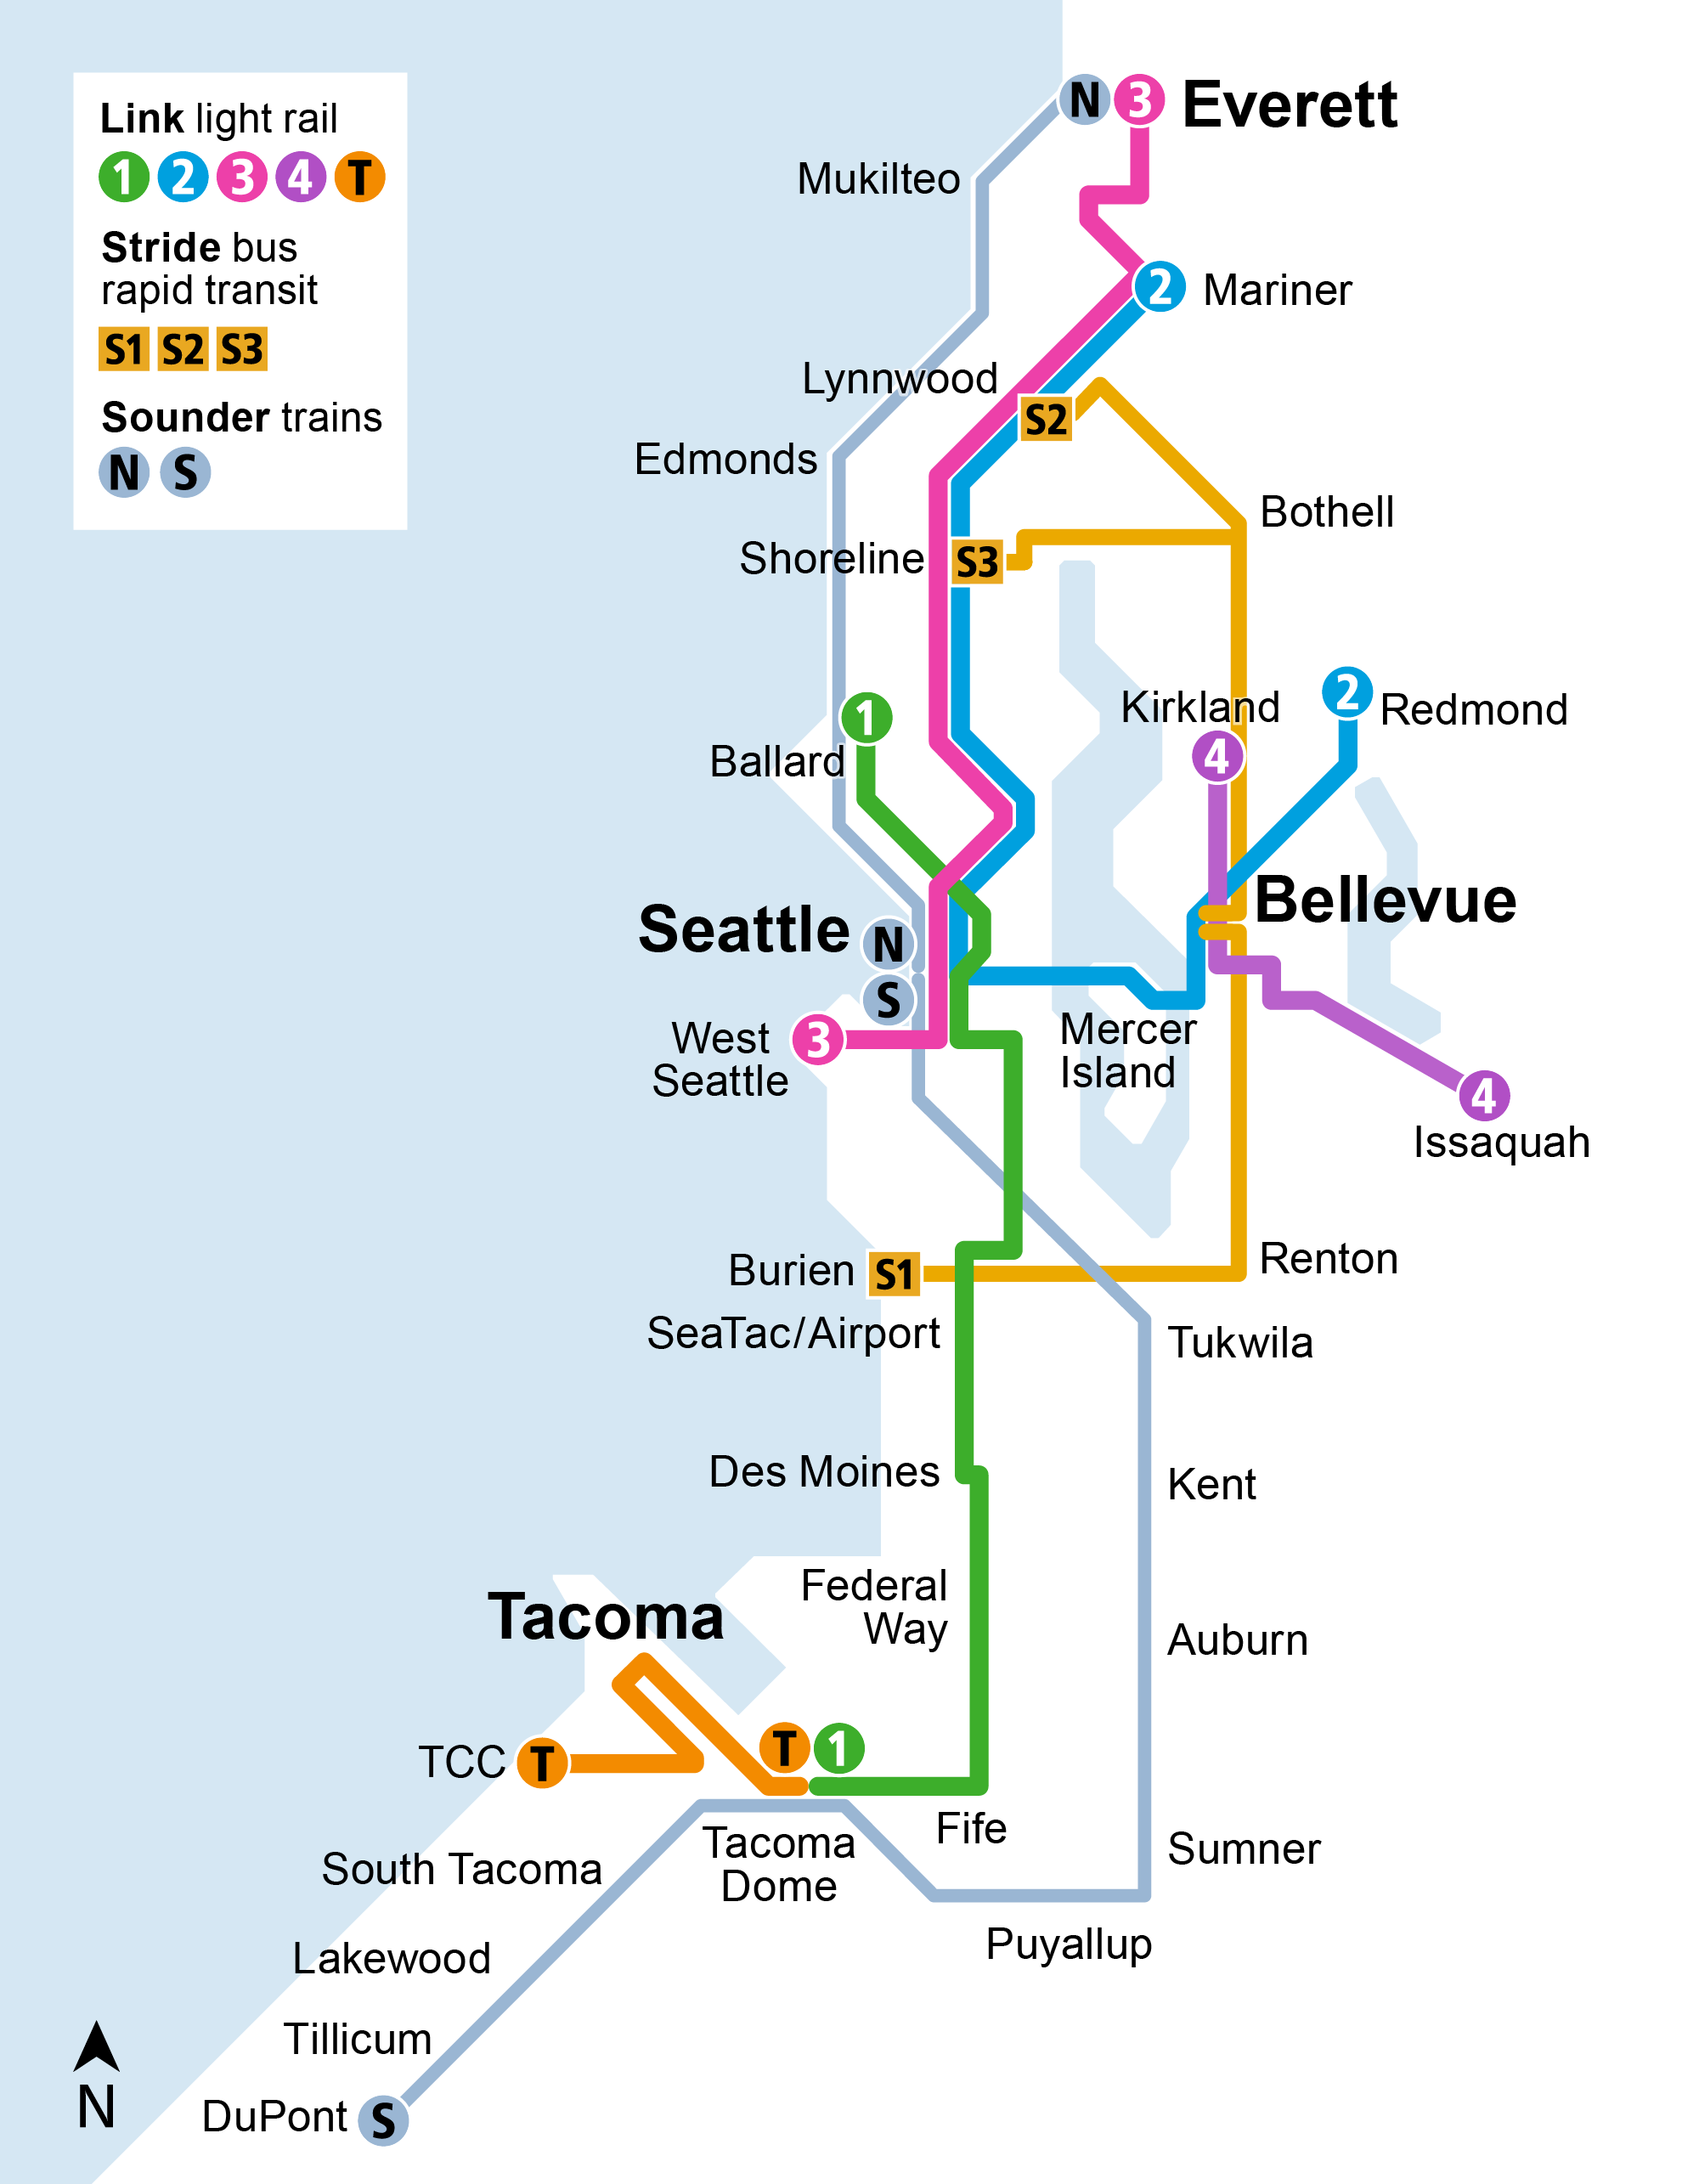 Link light rail
1 2 3 4 T
Stride bus
rapid transit
S1 S2 S3
Sounder trains
N S
N 3 Everett
Mukilteo
2 Mariner
Lynnwood
S2
Edmonds
Bothell
Shoreline S3
1
Ballard
Kirkland
4
2 Redmond
Seattle N
S
Bellevue
West
Seattle
3
Mercer
Island
4
Issaquah
Burien S1
Renton
SeaTac/Airport
Tukwila
Des Moines
Kent
Federal
Way
Auburn
Tacoma
TCC T
T 1
Tacoma
Dome
Fife
Sumner
South Tacoma
Puyallup
Lakewood
Tillicum
DuPont S
N